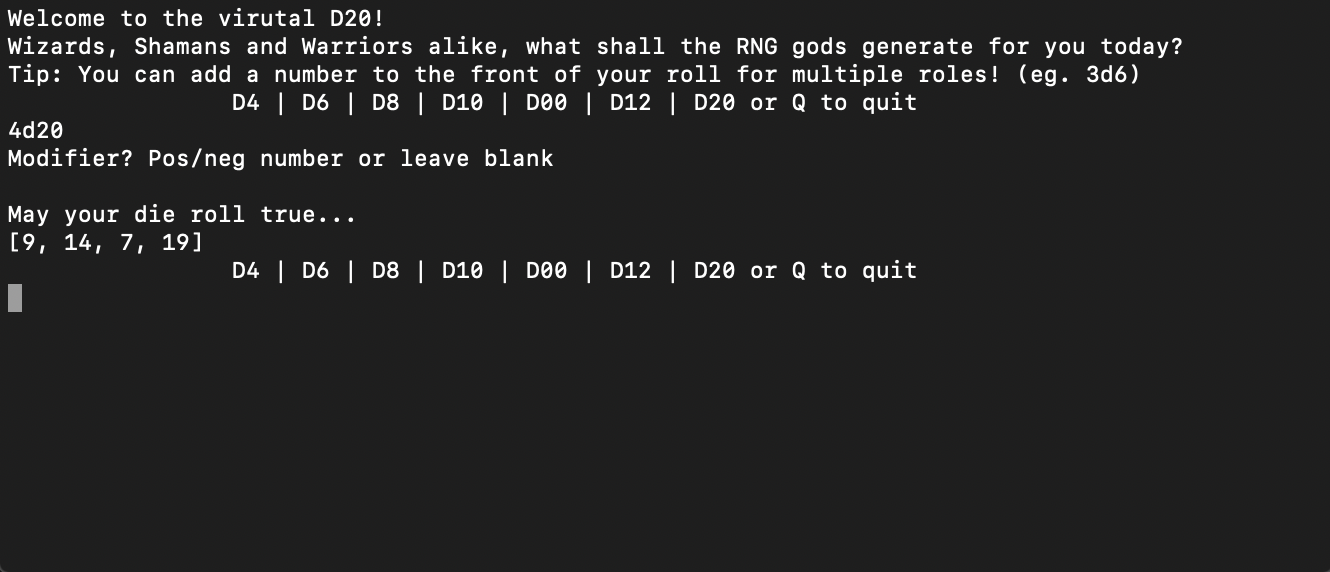 Welcome to the virutal D20!
Wizards, Shamans and Warriors alike, what shall the RNG gods generate for you today?
Tip: You can add a number to the front of your roll for multiple roles! (eg. 3d6)
D4 | D6 | D8 | D10 | D00 | D12 | D20 or Q to quit
4d20
Modifier? Pos/neg number or leave blank
May your die roll true...
[9, 14, 7, 19]
D4 | D6 | D8 | D10 | D00 | D12 | D20 or Q to quit